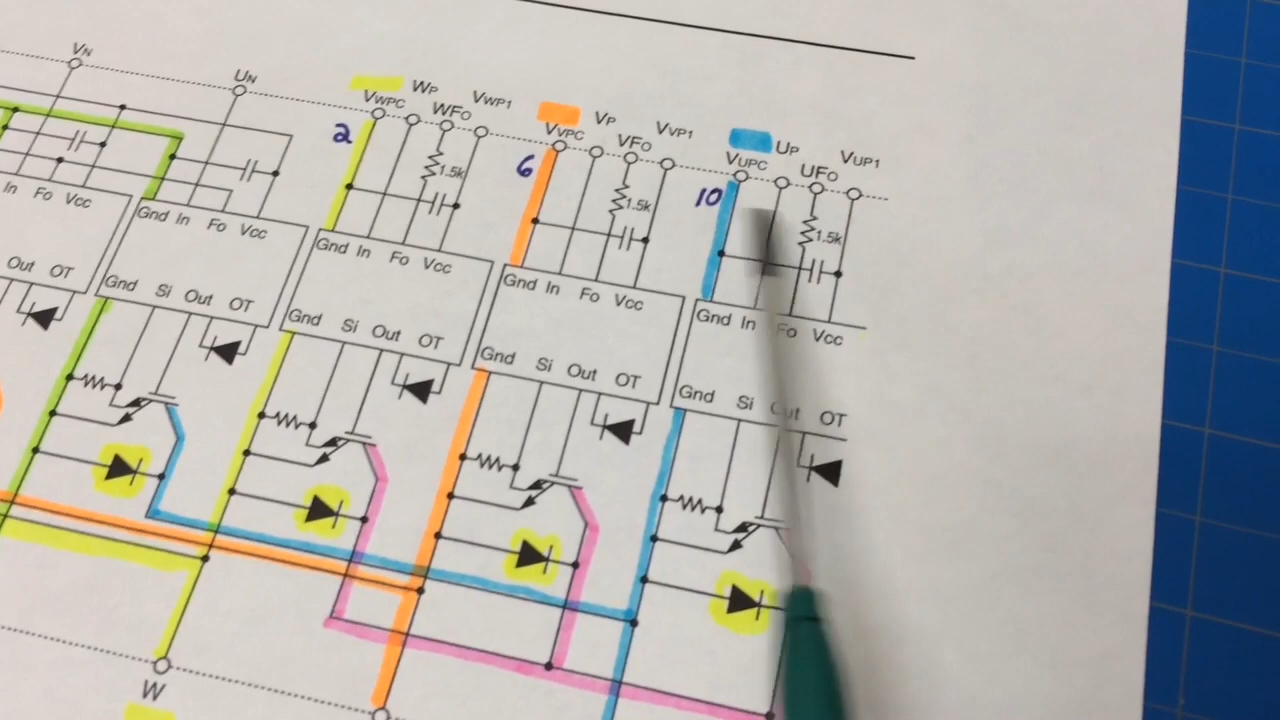 VN
UN
VWPC WP WFO VWP1
VVPC VP VFO VVP1
VUPC UP UFO VUP1
2
6
10
1.5k
1.5k
1.5k
In Fo Vcc
Gnd In Fo Vcc
Gnd In Fo Vcc
Gnd In Fo Vcc
Gnd In Fo Vcc
Out OT
Gnd Si Out OT
Gnd Si Out OT
Gnd Si Out OT
Gnd Si Out OT
W